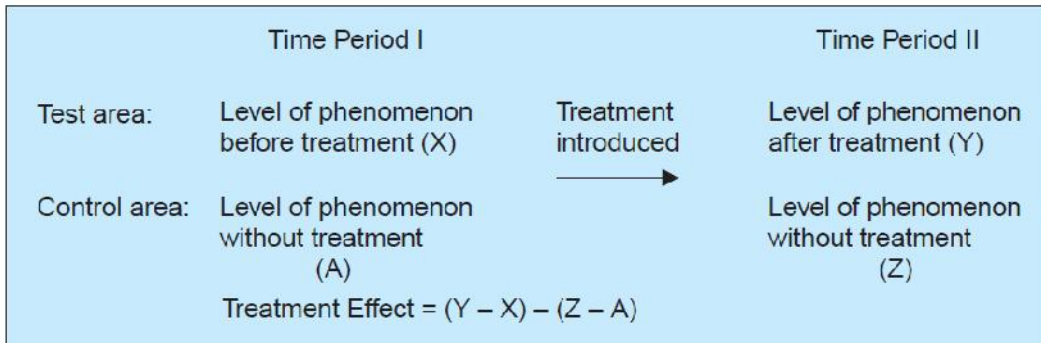 Time Period I Time Period II
Test area: Level of phenomenon Treatment Level of phenomenon
before treatment (X) introduced after treatment (Y)
Control area: Level of phenomenon Level of phenomenon
without treatment without treatment
(A) (Z)
Treatment Effect = (Y – X) – (Z – A)